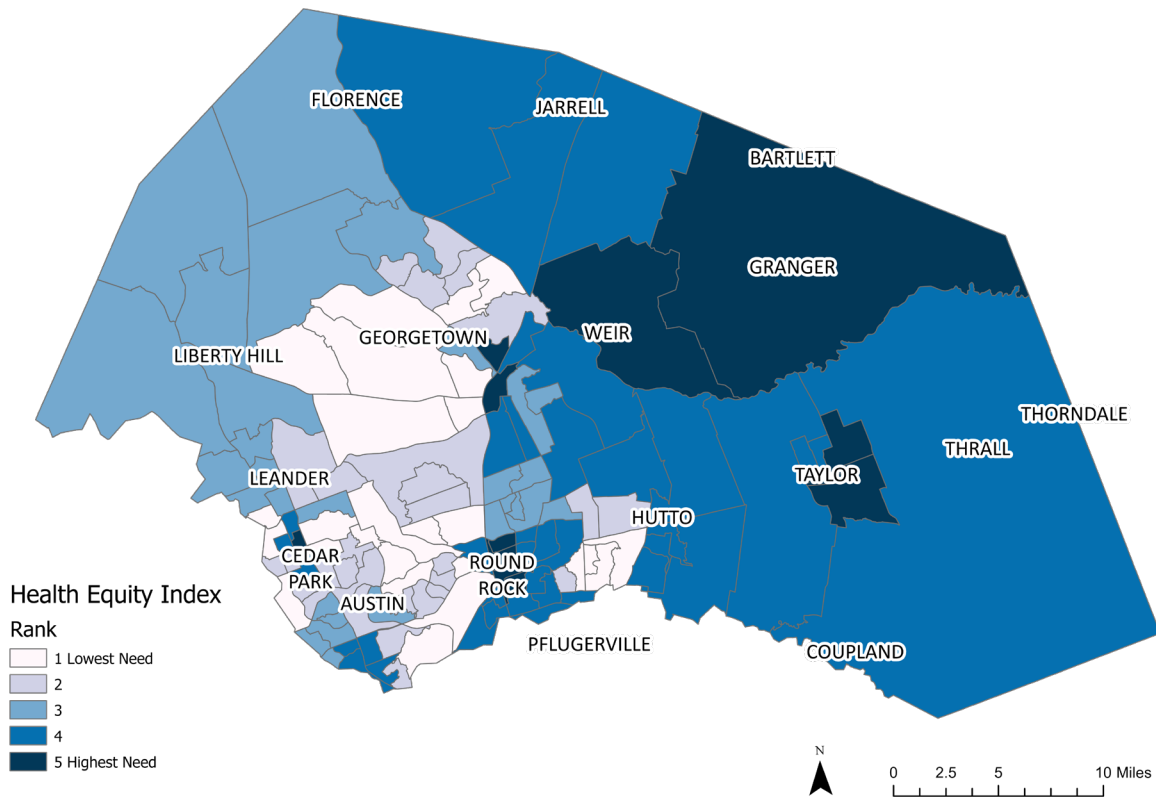 FLORENCE
JARRELL
BARTLETT
GRANGER
GEORGETOWN
WEIR
LIBERTY HILL
THORNDALE
THRALL
LEANDER
TAYLOR
HUTTO
CEDAR
PARK
ROUND
ROCK
AUSTIN
PFLUGERVILLE
COUPLAND
Health Equity Index
Rank
1 Lowest Need
2
3
4
5 Highest Need
N
0 2.5 5 10 Miles